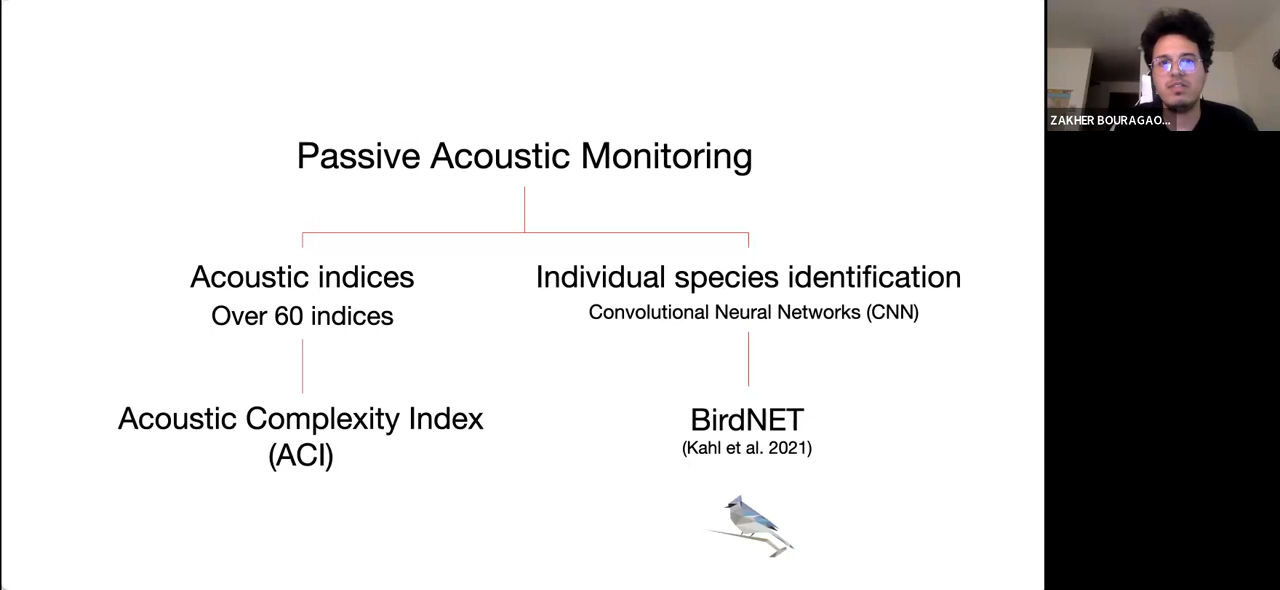 Passive Acoustic Monitoring
Acoustic indices
Over 60 indices
Individual species identification
Convolutional Neural Networks (CNN)
Acoustic Complexity Index
(ACI)
BirdNET
(Kahl et al. 2021)
ZAKHER BOURAGAO...